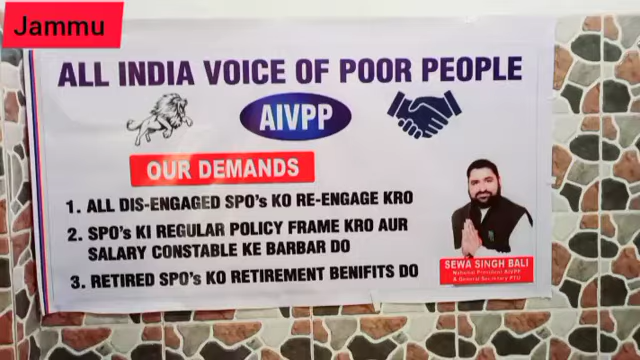 Jammu
ALL INDIA VOICE OF POOR PEOPLE
AIVPP
OUR DEMANDS
1. ALL DIS-ENGAGED SPO's KO RE-ENGAGE KRO
2. SPO's KI REGULAR POLICY FRAME KRO AUR
SALARY CONSTABLE KE BARBAR DO
3. RETIRED SPO's KO RETIREMENT BENIFITS DO
SEWA SINGH BALI
National President AIVPP
& General Secretary PTU